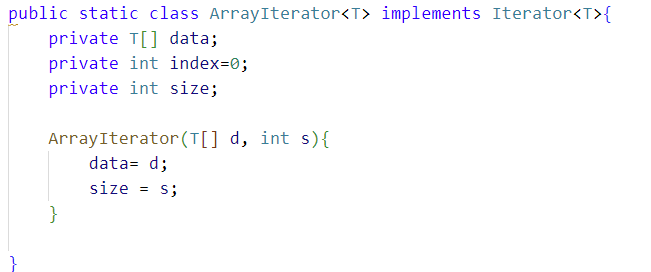 public static class ArrayIterator<T> implements Iterator<T>{
    private T[] data;
    private int index=0;
    private int size;

    ArrayIterator(T[] d, int s){
        data= d;
        size = s;
    }

}